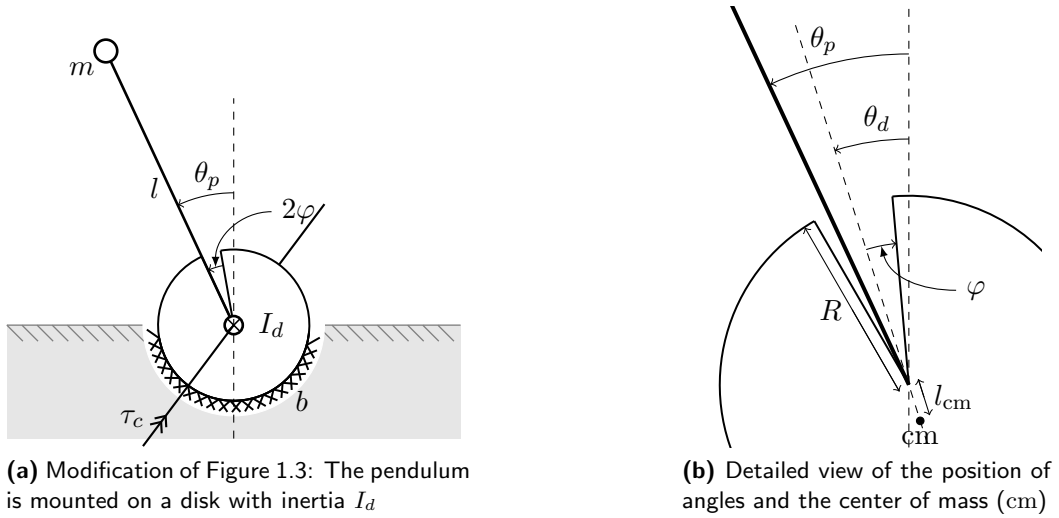 m
l
θp
2φ
Id
τc
b
(a) Modification of Figure 1.3: The pendulum
is mounted on a disk with inertia Id
θp
θd
φ
R
lcm
cm
(b) Detailed view of the position of
angles and the center of mass (cm)